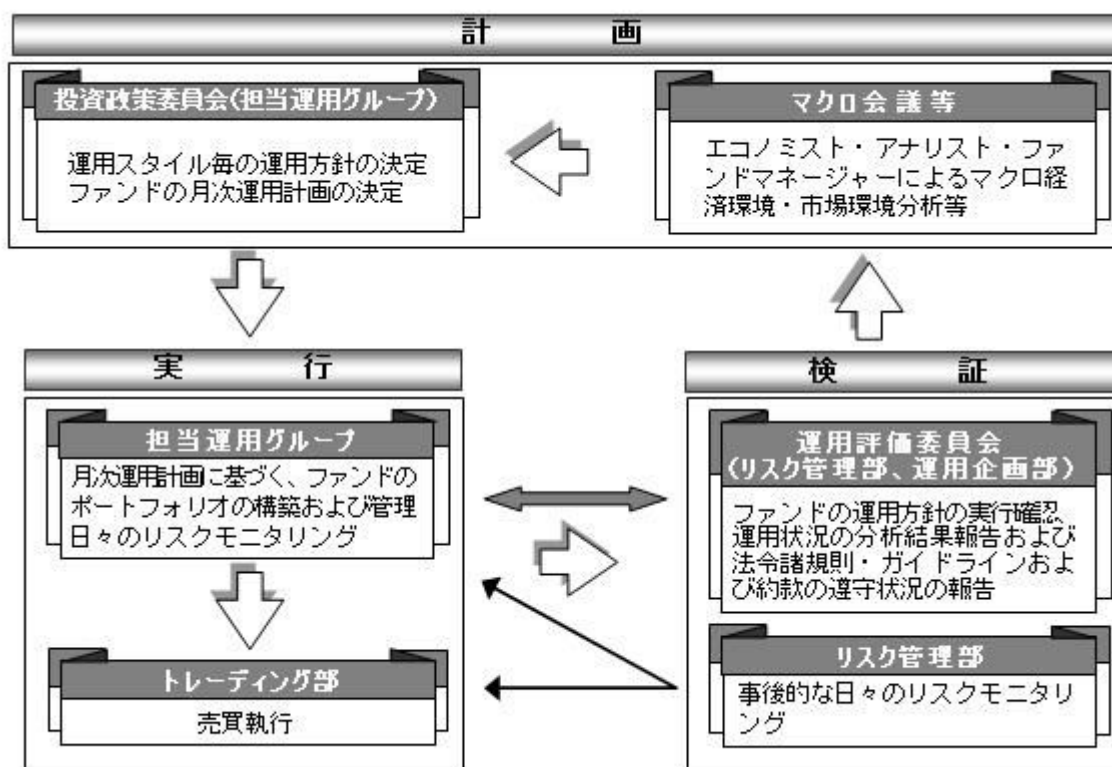 計画
投資政策委員会(担当運用グループ)
運用スタイル毎の運用方針の決定
ファンドの月次運用計画の決定
マクロ会議等
エコノミスト・アナリスト・ファ
ンドマネージャーによるマクロ経
済環境・市場環境分析等
実行
担当運用グループ
月次運用計画に基づく、ファンドの
ポートフォリオの構築および管理
日々のリスクモニタリング
トレーディング部
売買執行
検証
運用評価委員会
(リスク管理部、運用企画部)
ファンドの運用方針の実行確認、
運用状況の分析結果報告および
法令諸規則・ガイドラインおよ
び約款の遵守状況の報告
リスク管理部
事後的な日々のリスクモニタリ
ング